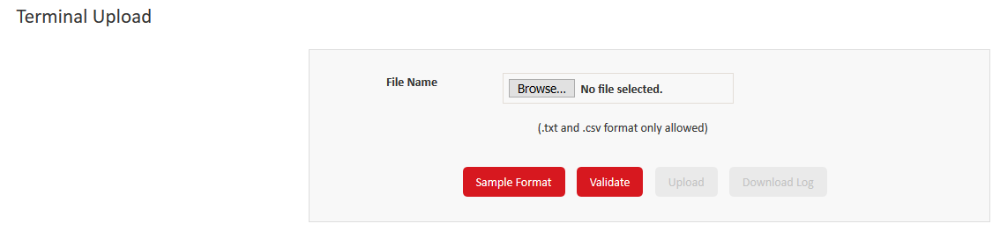 Terminal Upload
File Name
Browse... No file selected.
(.txt and .csv format only allowed)
Sample Format Validate Upload Download Log